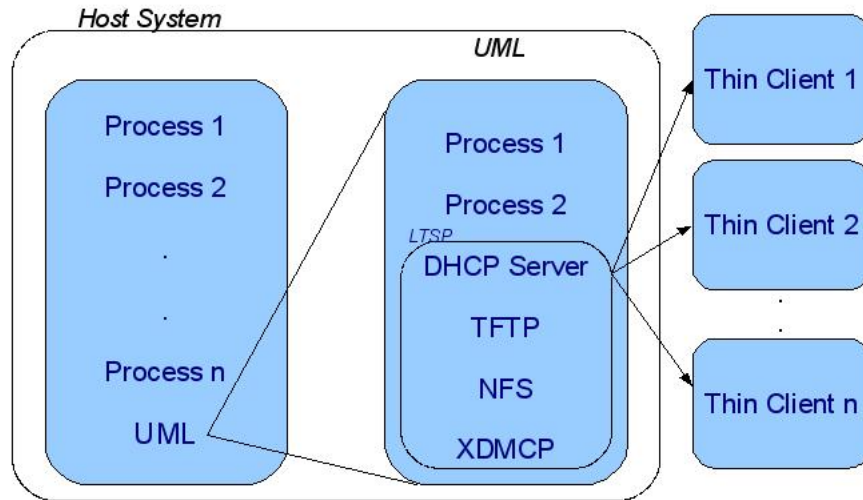 Host System
Process 1
Process 2
.
.
Process n
UML
UML
Process 1
Process 2
LTSP
DHCP Server
TFTP
NFS
XDMCP
Thin Client 1
Thin Client 2
.
.
Thin Client n